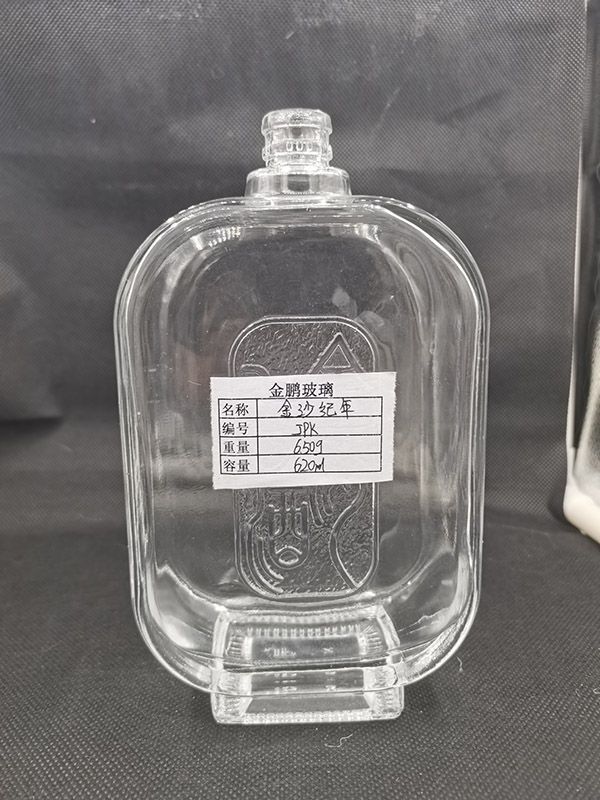 金鹏玻璃
名称 金沙纪年
编号 JPK
重量 650g
容量 620ml